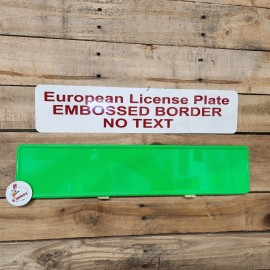 European License Plate
EMBOSSED BORDER
NO TEXT